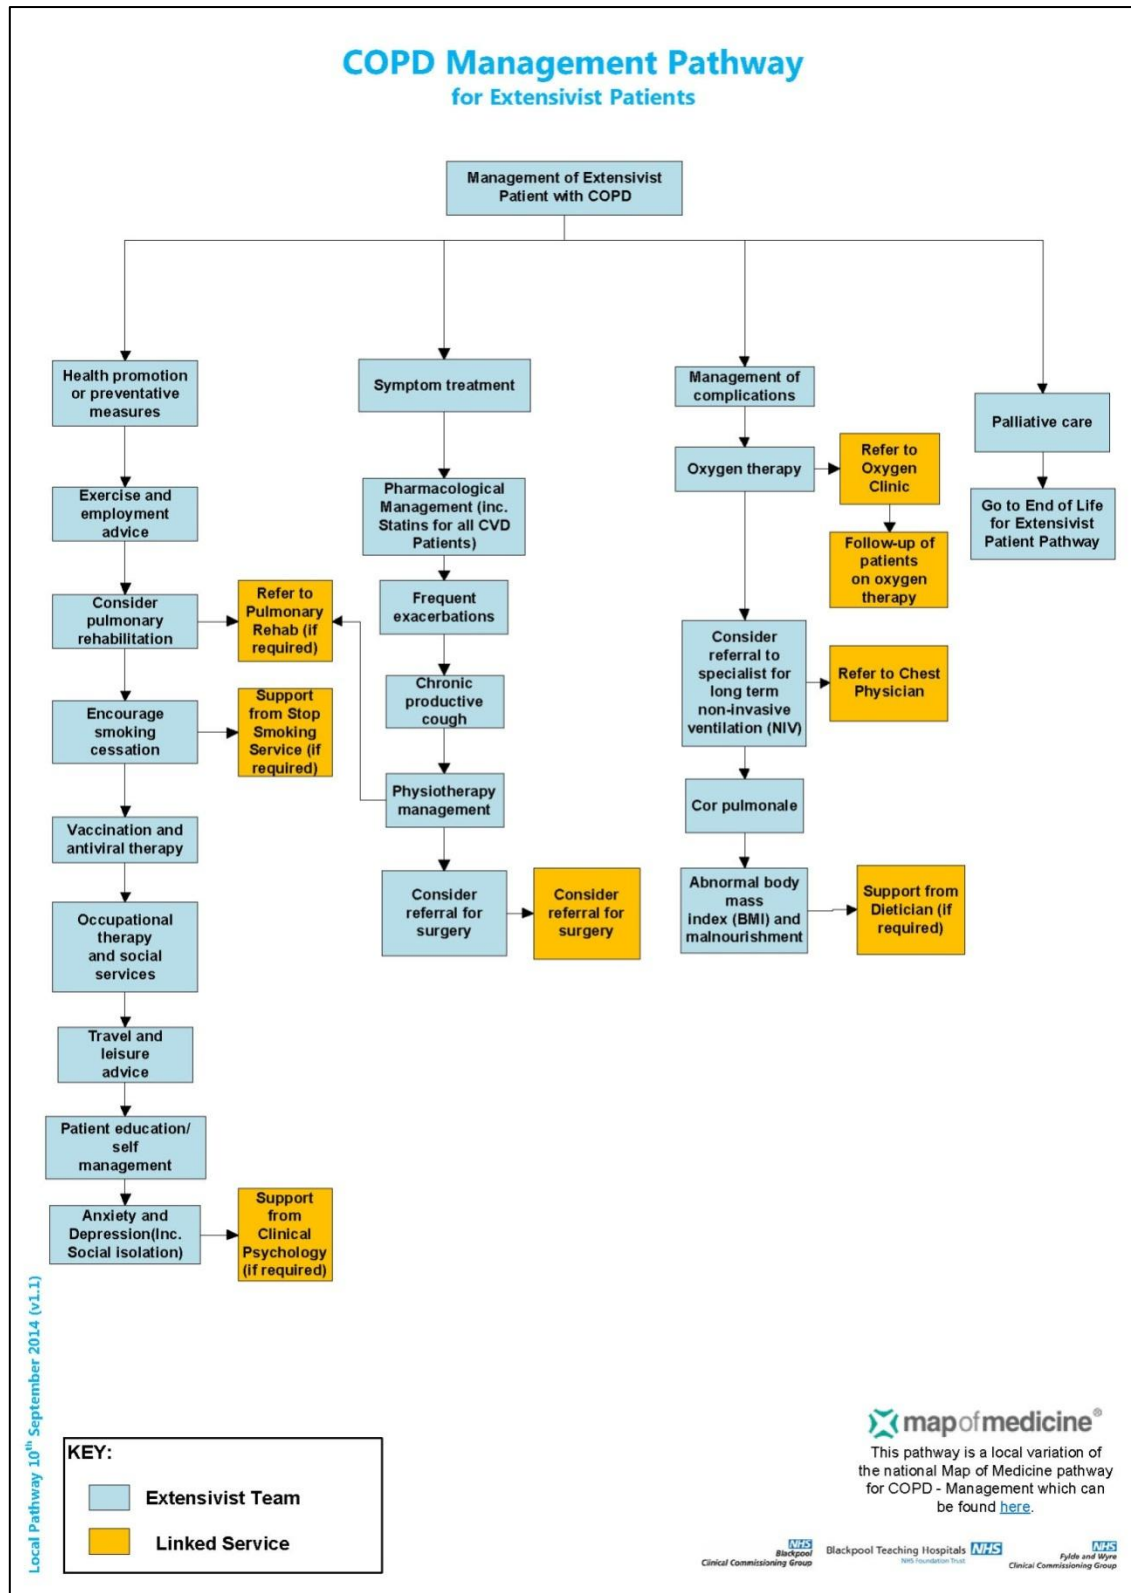 COPD Management Pathway
for Extensivist Patients
Management of Extensivist
Patient with COPD
Health promotion
or preventative
measures
Exercise and
employment
advice
Consider
pulmonary
rehabilitation
Refer to
Pulmonary
Rehab (if
required)
Encourage
smoking
cessation
Support
from Stop
Smoking
Service (if
required)
Vaccination and
antiviral therapy
Occupational
therapy
and social
services
Travel and
leisure
advice
Patient education/
self
management
Anxiety and
Depression(Inc.
Social isolation)
Support
from
Clinical
Psychology
(if required)
Symptom treatment
Pharmacological
Management (inc.
Statins for all CVD
Patients)
Frequent
exacerbations
Chronic
productive
cough
Physiotherapy
management
Consider
referral for
surgery
Consider
referral for
surgery
Management of
complications
Oxygen therapy
Refer to
Oxygen
Clinic
Follow-up of
patients
on oxygen
therapy
Consider
referral to
specialist for
long term
non-invasive
ventilation (NIV)
Refer to Chest
Physician
Cor pulmonale
Abnormal body
mass
index (BMI) and
malnourishment
Support from
Dietician (if
required)
Palliative care
Go to End of Life
for Extensivist
Patient Pathway
Local Pathway 10th September 2014 (v1.1)
KEY:
Extensivist Team
Linked Service
mapofmedicine®
This pathway is a local variation of
the national Map of Medicine pathway
for COPD - Management which can
be found here.
NHS
Blackpool
Clinical Commissioning Group
Blackpool Teaching Hospitals NHS
NHS Foundation Trust
NHS
Fylde and Wyre
Clinical Commissioning Group